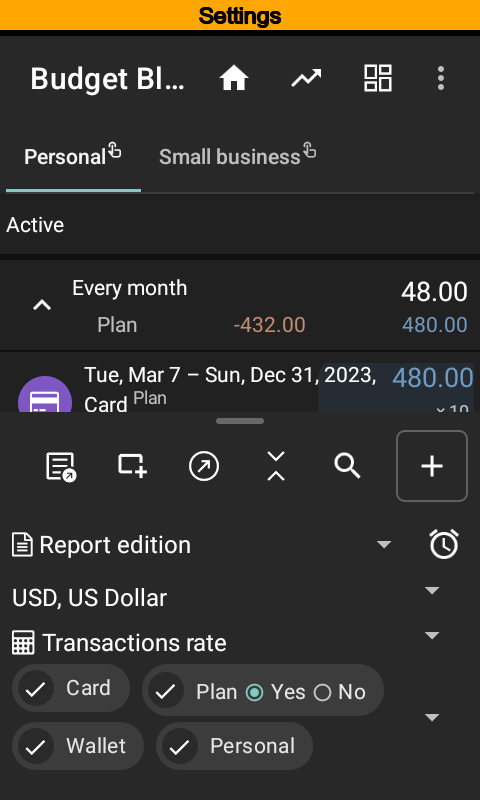 Settings
Budget Bl…
Personal Small business
Active
Every month 48.00
Plan -432.00 480.00
Tue, Mar 7 – Sun, Dec 31, 2023, 480.00
Card Plan x 10
Report edition
USD, US Dollar
Transactions rate
Card Plan Yes No
Wallet Personal